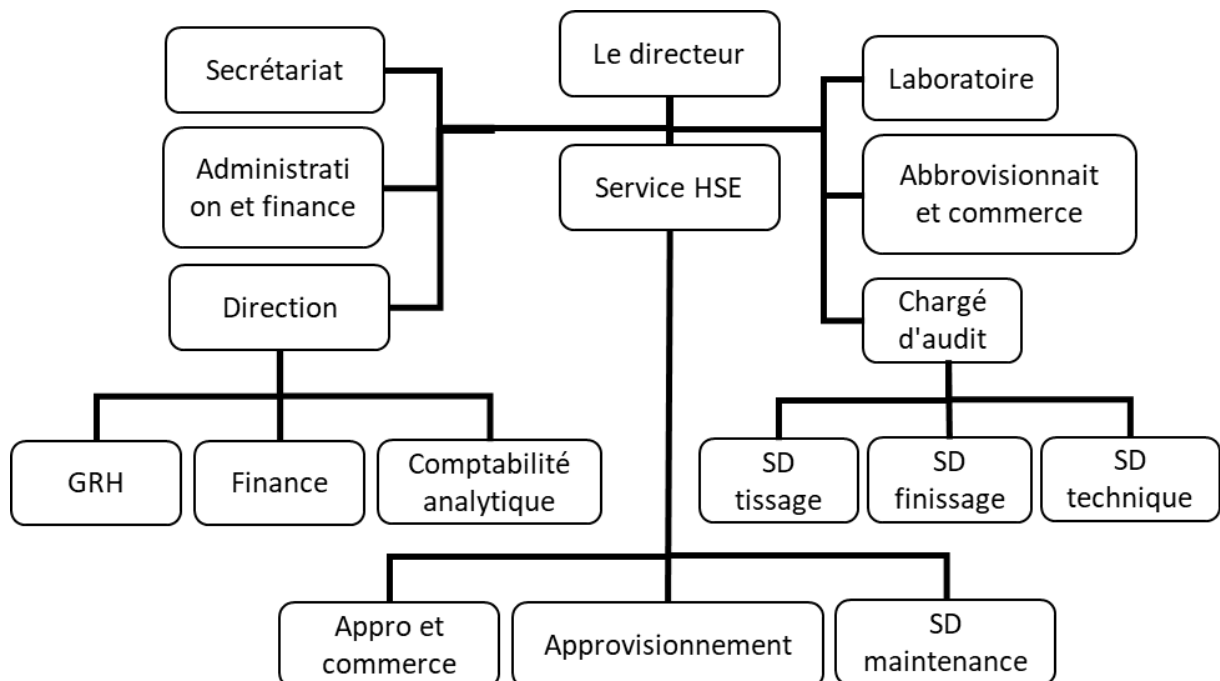 Le directeur
Secrétariat
Laboratoire
Administrati
on et finance
Service HSE
Abbrovisionnait
et commerce
Direction
Chargé
d'audit
GRH
Finance
Comptabilité
analytique
SD
tissage
SD
finissage
SD
technique
Appro et
commerce
Approvisionnement
SD
maintenance